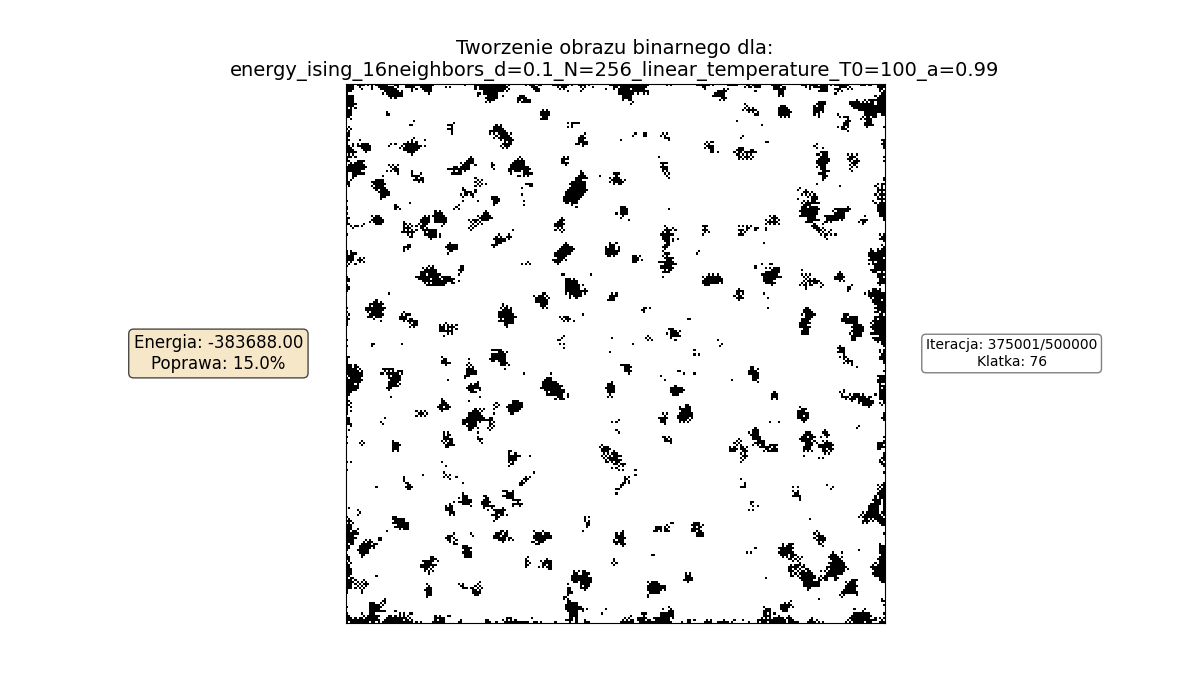 Tworzenie obrazu binarnego dla:
energy_ising_16neighbors_d=0.1_N=256_linear_temperature_T0=100_a=0.99
Energia: -383688.00
Poprawa: 15.0%
Iteracja: 375001/500000
Klatka: 76